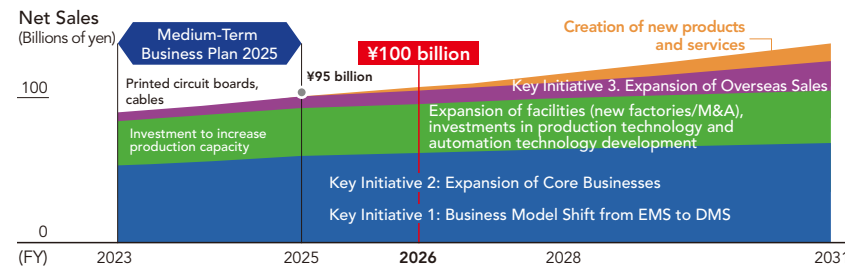 Net Sales
(Billions of yen)
Medium-Term
Business Plan 2025
¥100 billion
Creation of new products
and services
Printed circuit boards,
cables
¥95 billion
100
Key Initiative 3. Expansion of Overseas Sales
Investment to increase
production capacity
Expansion of facilities (new factories/M&A),
investments in production technology and
automation technology development
Key Initiative 2: Expansion of Core Businesses
Key Initiative 1: Business Model Shift from EMS to DMS
0
(FY) 2023 2025 2026 2028 2031